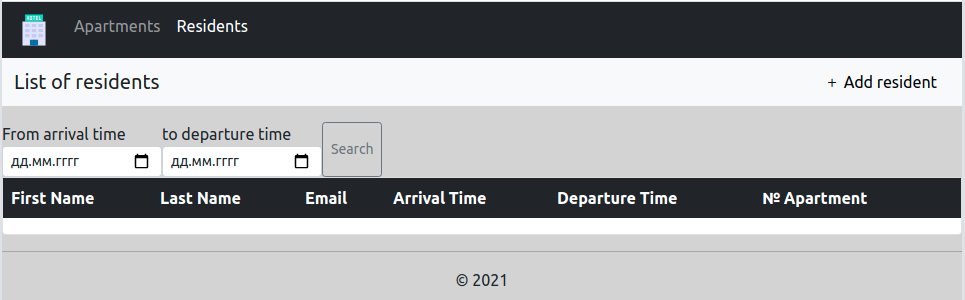 HOTEL
Apartments Residents
List of residents + Add resident
From arrival time to departure time
дд.мм.гггг дд.мм.гггг Search
First Name Last Name Email Arrival Time Departure Time № Apartment
© 2021